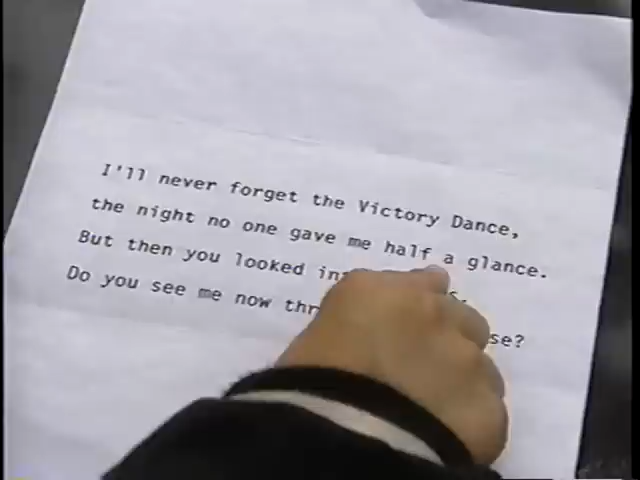 I'll never forget the Victory Dance,
the night no one gave me half a glance.
But then you looked
Do you see me now